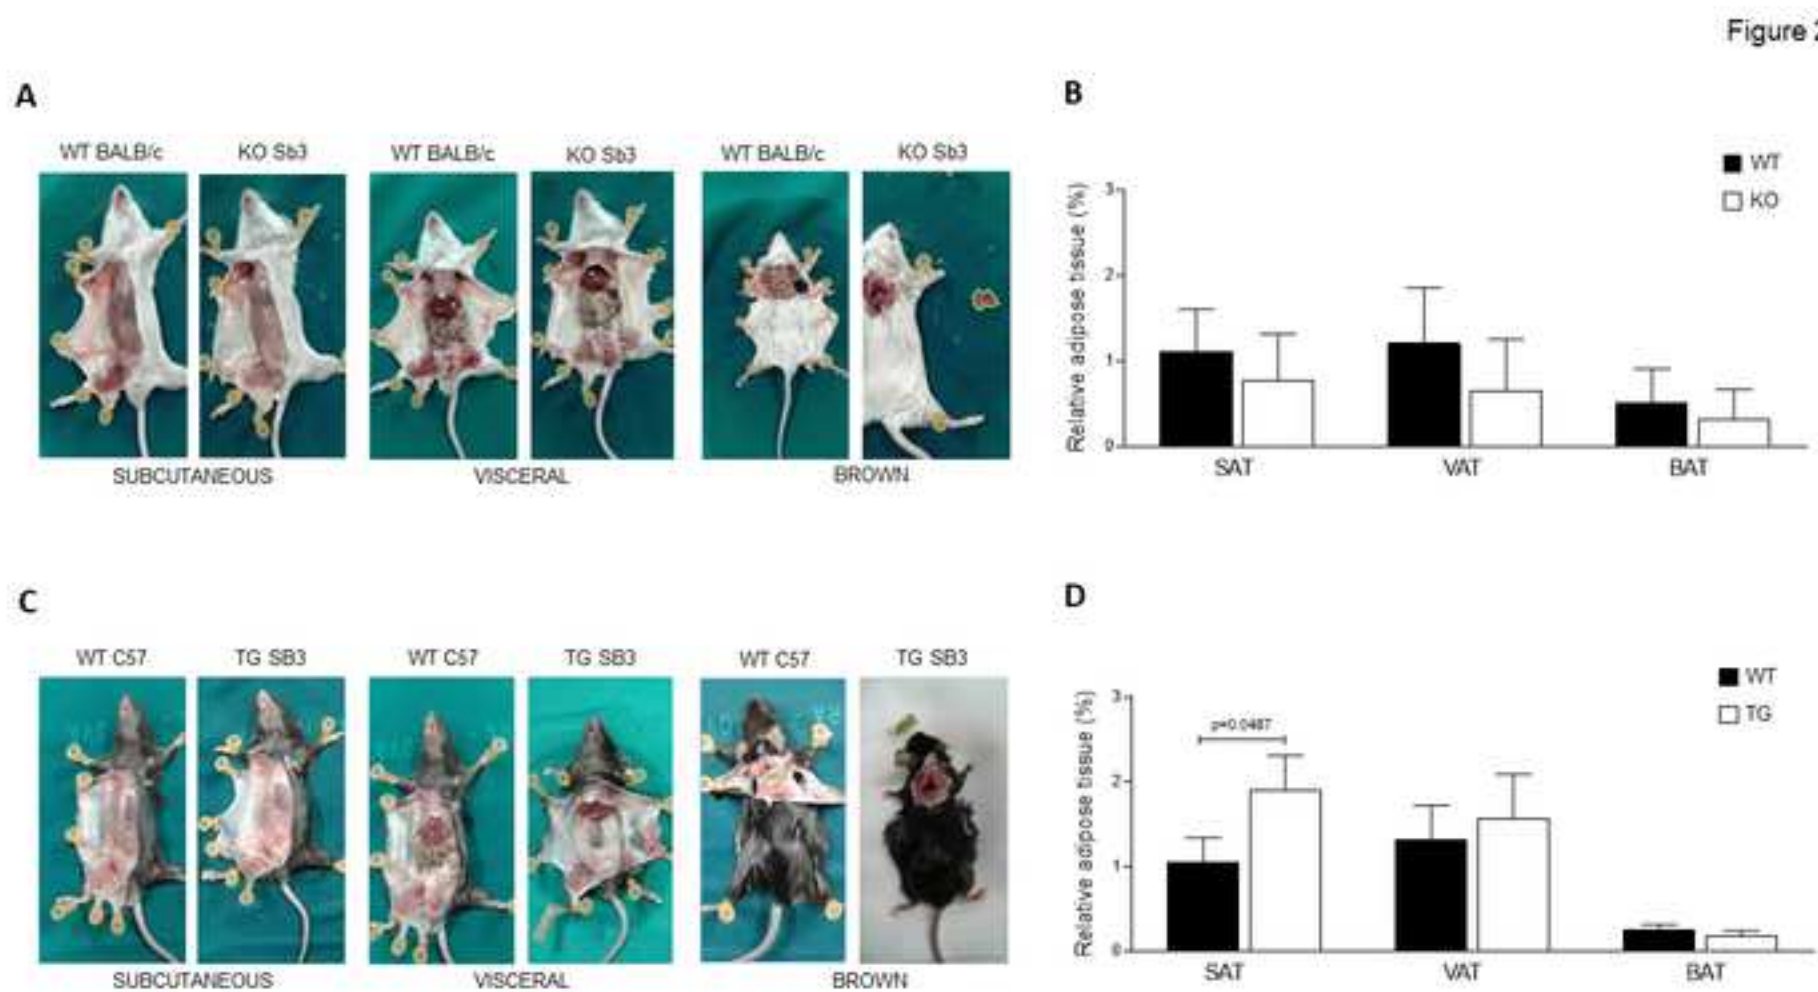 Figure 2
A
WT BALB/c KO Sb3 WT BALB/c KO Sb3 WT BALB/c KO Sb3
SUBCUTANEOUS VISCERAL BROWN
B
WT
KO
Relative adipose tissue (%)
3
2
1
0
SAT VAT BAT
C
WT C57 TG SB3 WT C57 TG SB3 WT C57 TG SB3
SUBCUTANEOUS VISCERAL BROWN
D
WT
TG
Relative adipose tissue (%)
3
2
1
0
p=0.0487
SAT VAT BAT